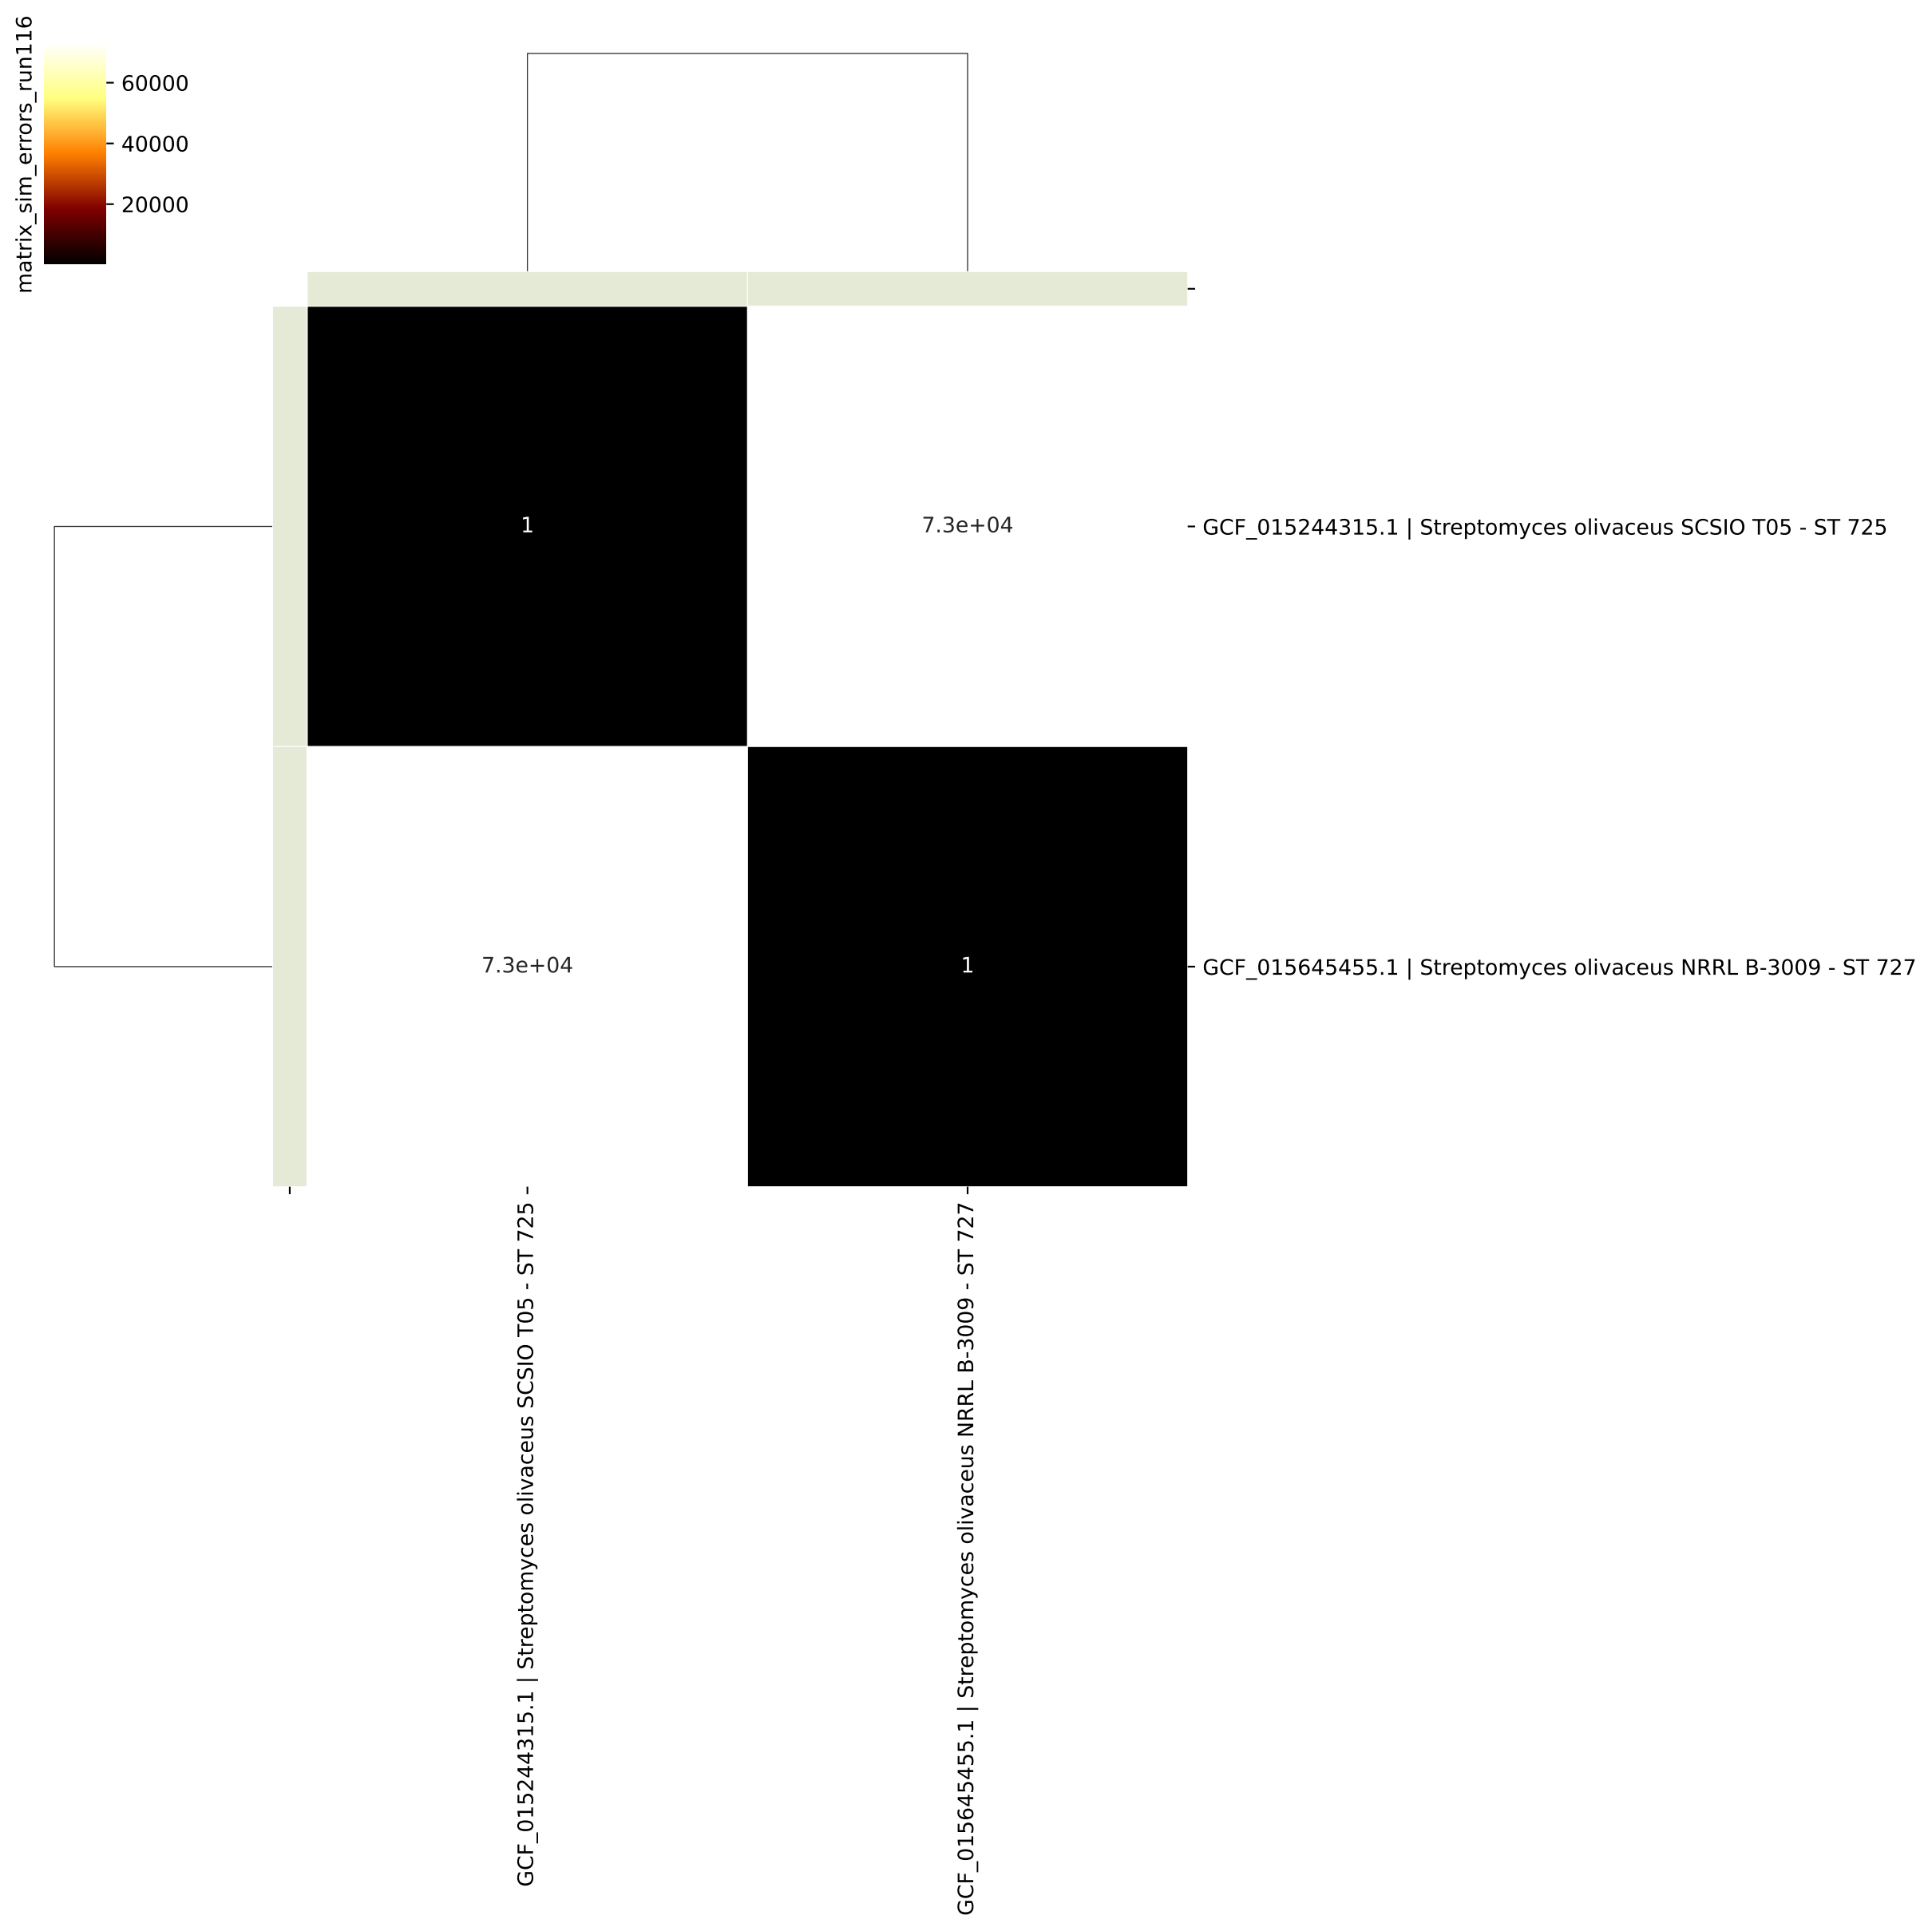 matrix_sim_errors_run116
60000
40000
20000
1
7.3e+04
GCF_015244315.1 | Streptomyces olivaceus SCSIO T05 - ST 725
7.3e+04
1
GCF_015645455.1 | Streptomyces olivaceus NRRL B-3009 - ST 727
GCF_015244315.1 | Streptomyces olivaceus SCSIO T05 - ST 725
GCF_015645455.1 | Streptomyces olivaceus NRRL B-3009 - ST 727